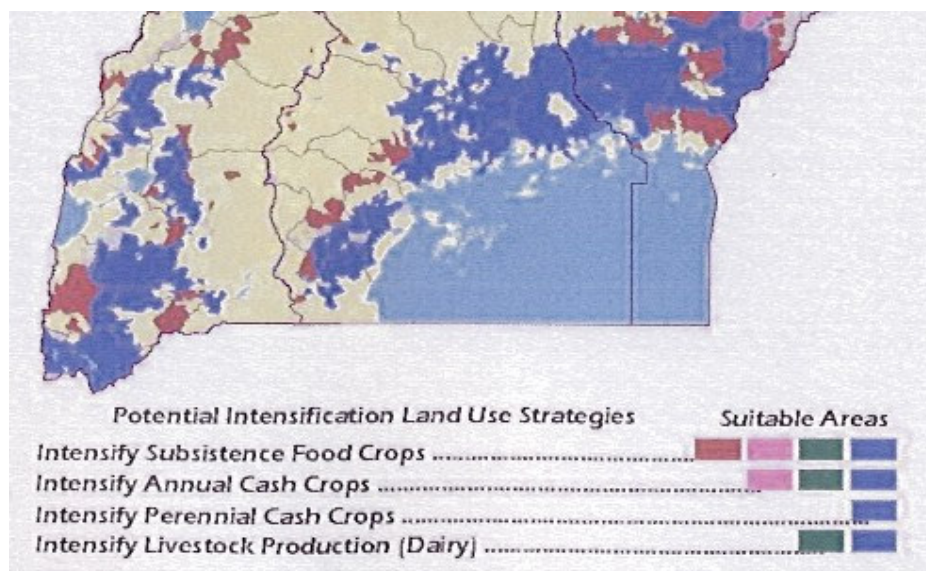 Potential Intensification Land Use Strategies Suitable Areas
Intensify Subsistence Food Crops ................................................
Intensify Annual Cash Crops .......................................................
Intensify Perennial Cash Crops ....................................................................
Intensify Livestock Production (Dairy) ..................................................